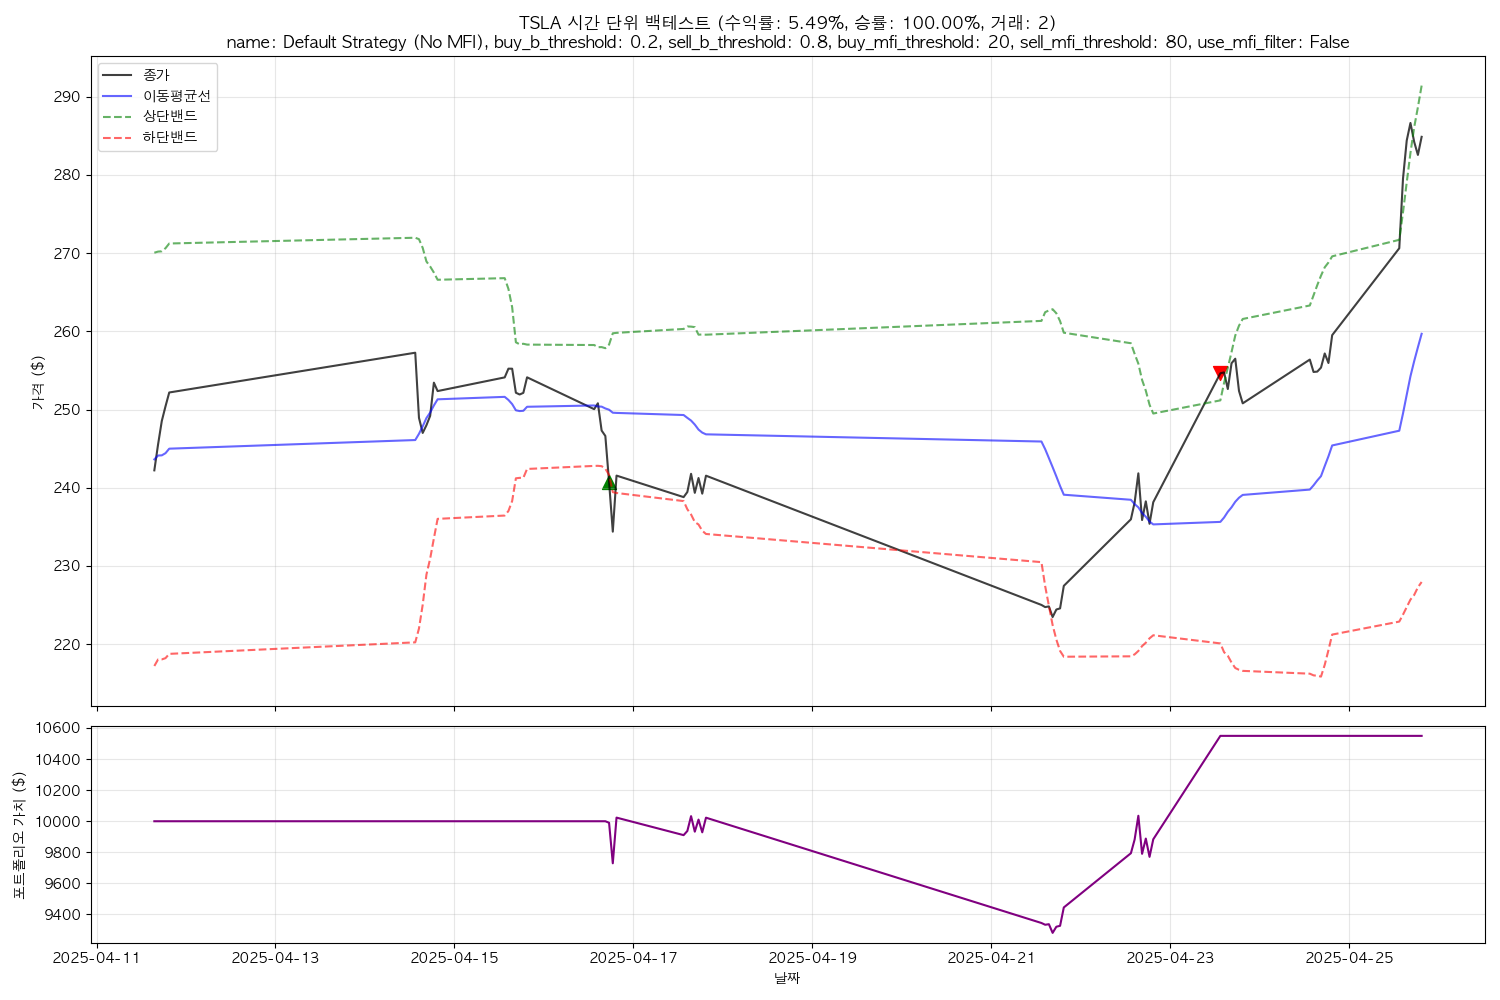 TSLA 시간 단위 백테스트 (수익률: 5.49%, 승률: 100.00%, 거래: 2)
name: Default Strategy (No MFI), buy_b_threshold: 0.2, sell_b_threshold: 0.8, buy_mfi_threshold: 20, sell_mfi_threshold: 80, use_mfi_filter: False
종가
이동평균선
상단밴드
하단밴드
가격 ($)
290
280
270
260
250
240
230
220
포트폴리오 가치 ($)
10600
10400
10200
10000
9800
9600
9400
2025-04-11
2025-04-13
2025-04-15
2025-04-17
2025-04-19
2025-04-21
2025-04-23
2025-04-25
날짜